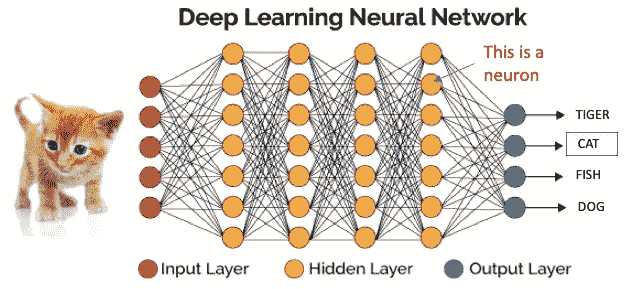 Deep Learning Neural Network
This is a
neuron
TIGER
CAT
FISH
DOG
Input Layer
Hidden Layer
Output Layer